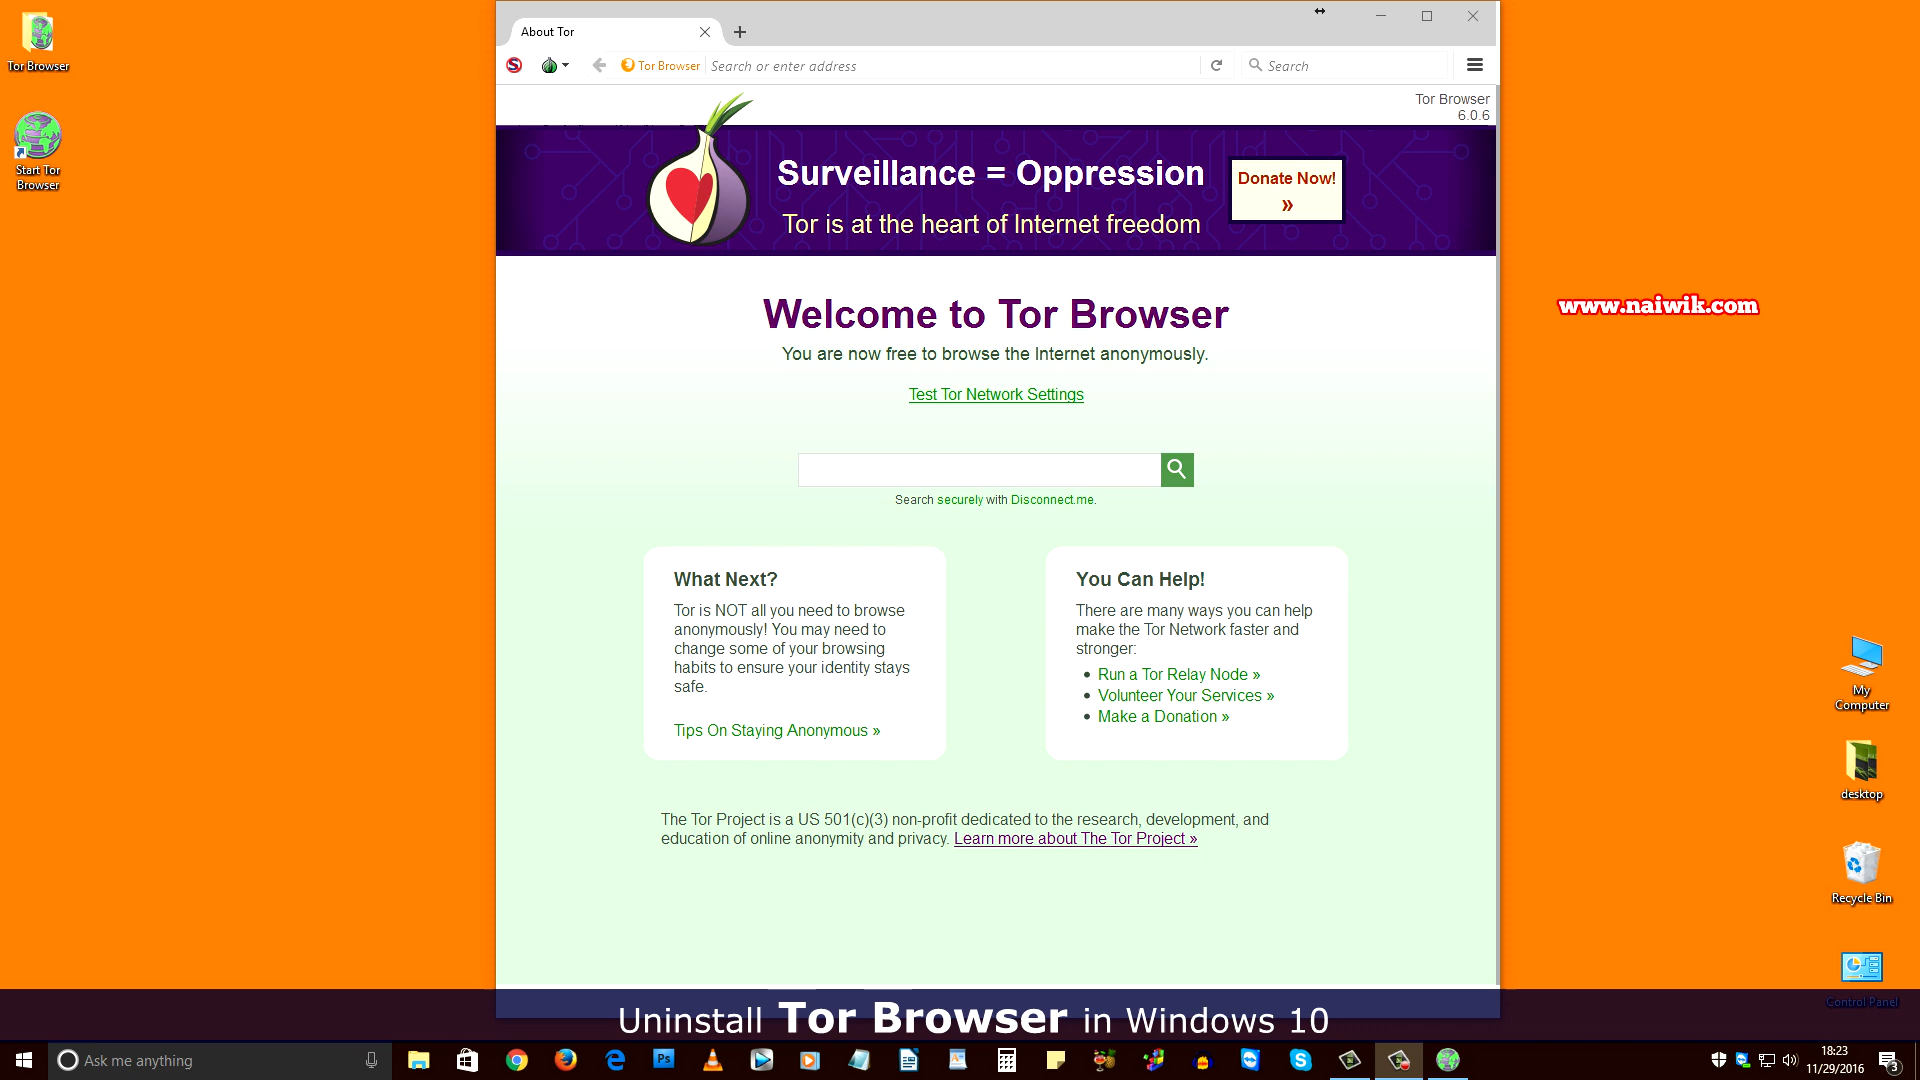 Tor Browser
Start Tor
Browser
About Tor
Tor Browser
Search or enter address
Search
Tor Browser
6.0.6
Surveillance = Oppression
Tor is at the heart of Internet freedom
Donate Now!
»
Welcome to Tor Browser
You are now free to browse the Internet anonymously.
Test Tor Network Settings
Search securely with Disconnect.me.
What Next?
Tor is NOT all you need to browse
anonymously! You may need to
change some of your browsing
habits to ensure your identity stays
safe.
Tips On Staying Anonymous »
You Can Help!
There are many ways you can help
make the Tor Network faster and
stronger:
• Run a Tor Relay Node »
• Volunteer Your Services »
• Make a Donation »
The Tor Project is a US 501(c)(3) non-profit dedicated to the research, development, and
education of online anonymity and privacy. Learn more about The Tor Project »
www.naiwik.com
My
Computer
desktop
Recycle Bin
Control Panel
Uninstall Tor Browser in Windows 10
Ask me anything
Ps
18:23
11/29/2016
3